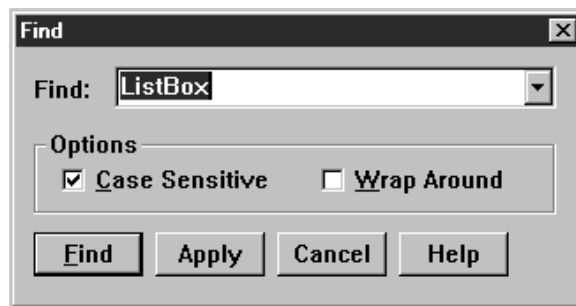 Find
Find: ListBox
Options
Case Sensitive Wrap Around
Find Apply Cancel Help